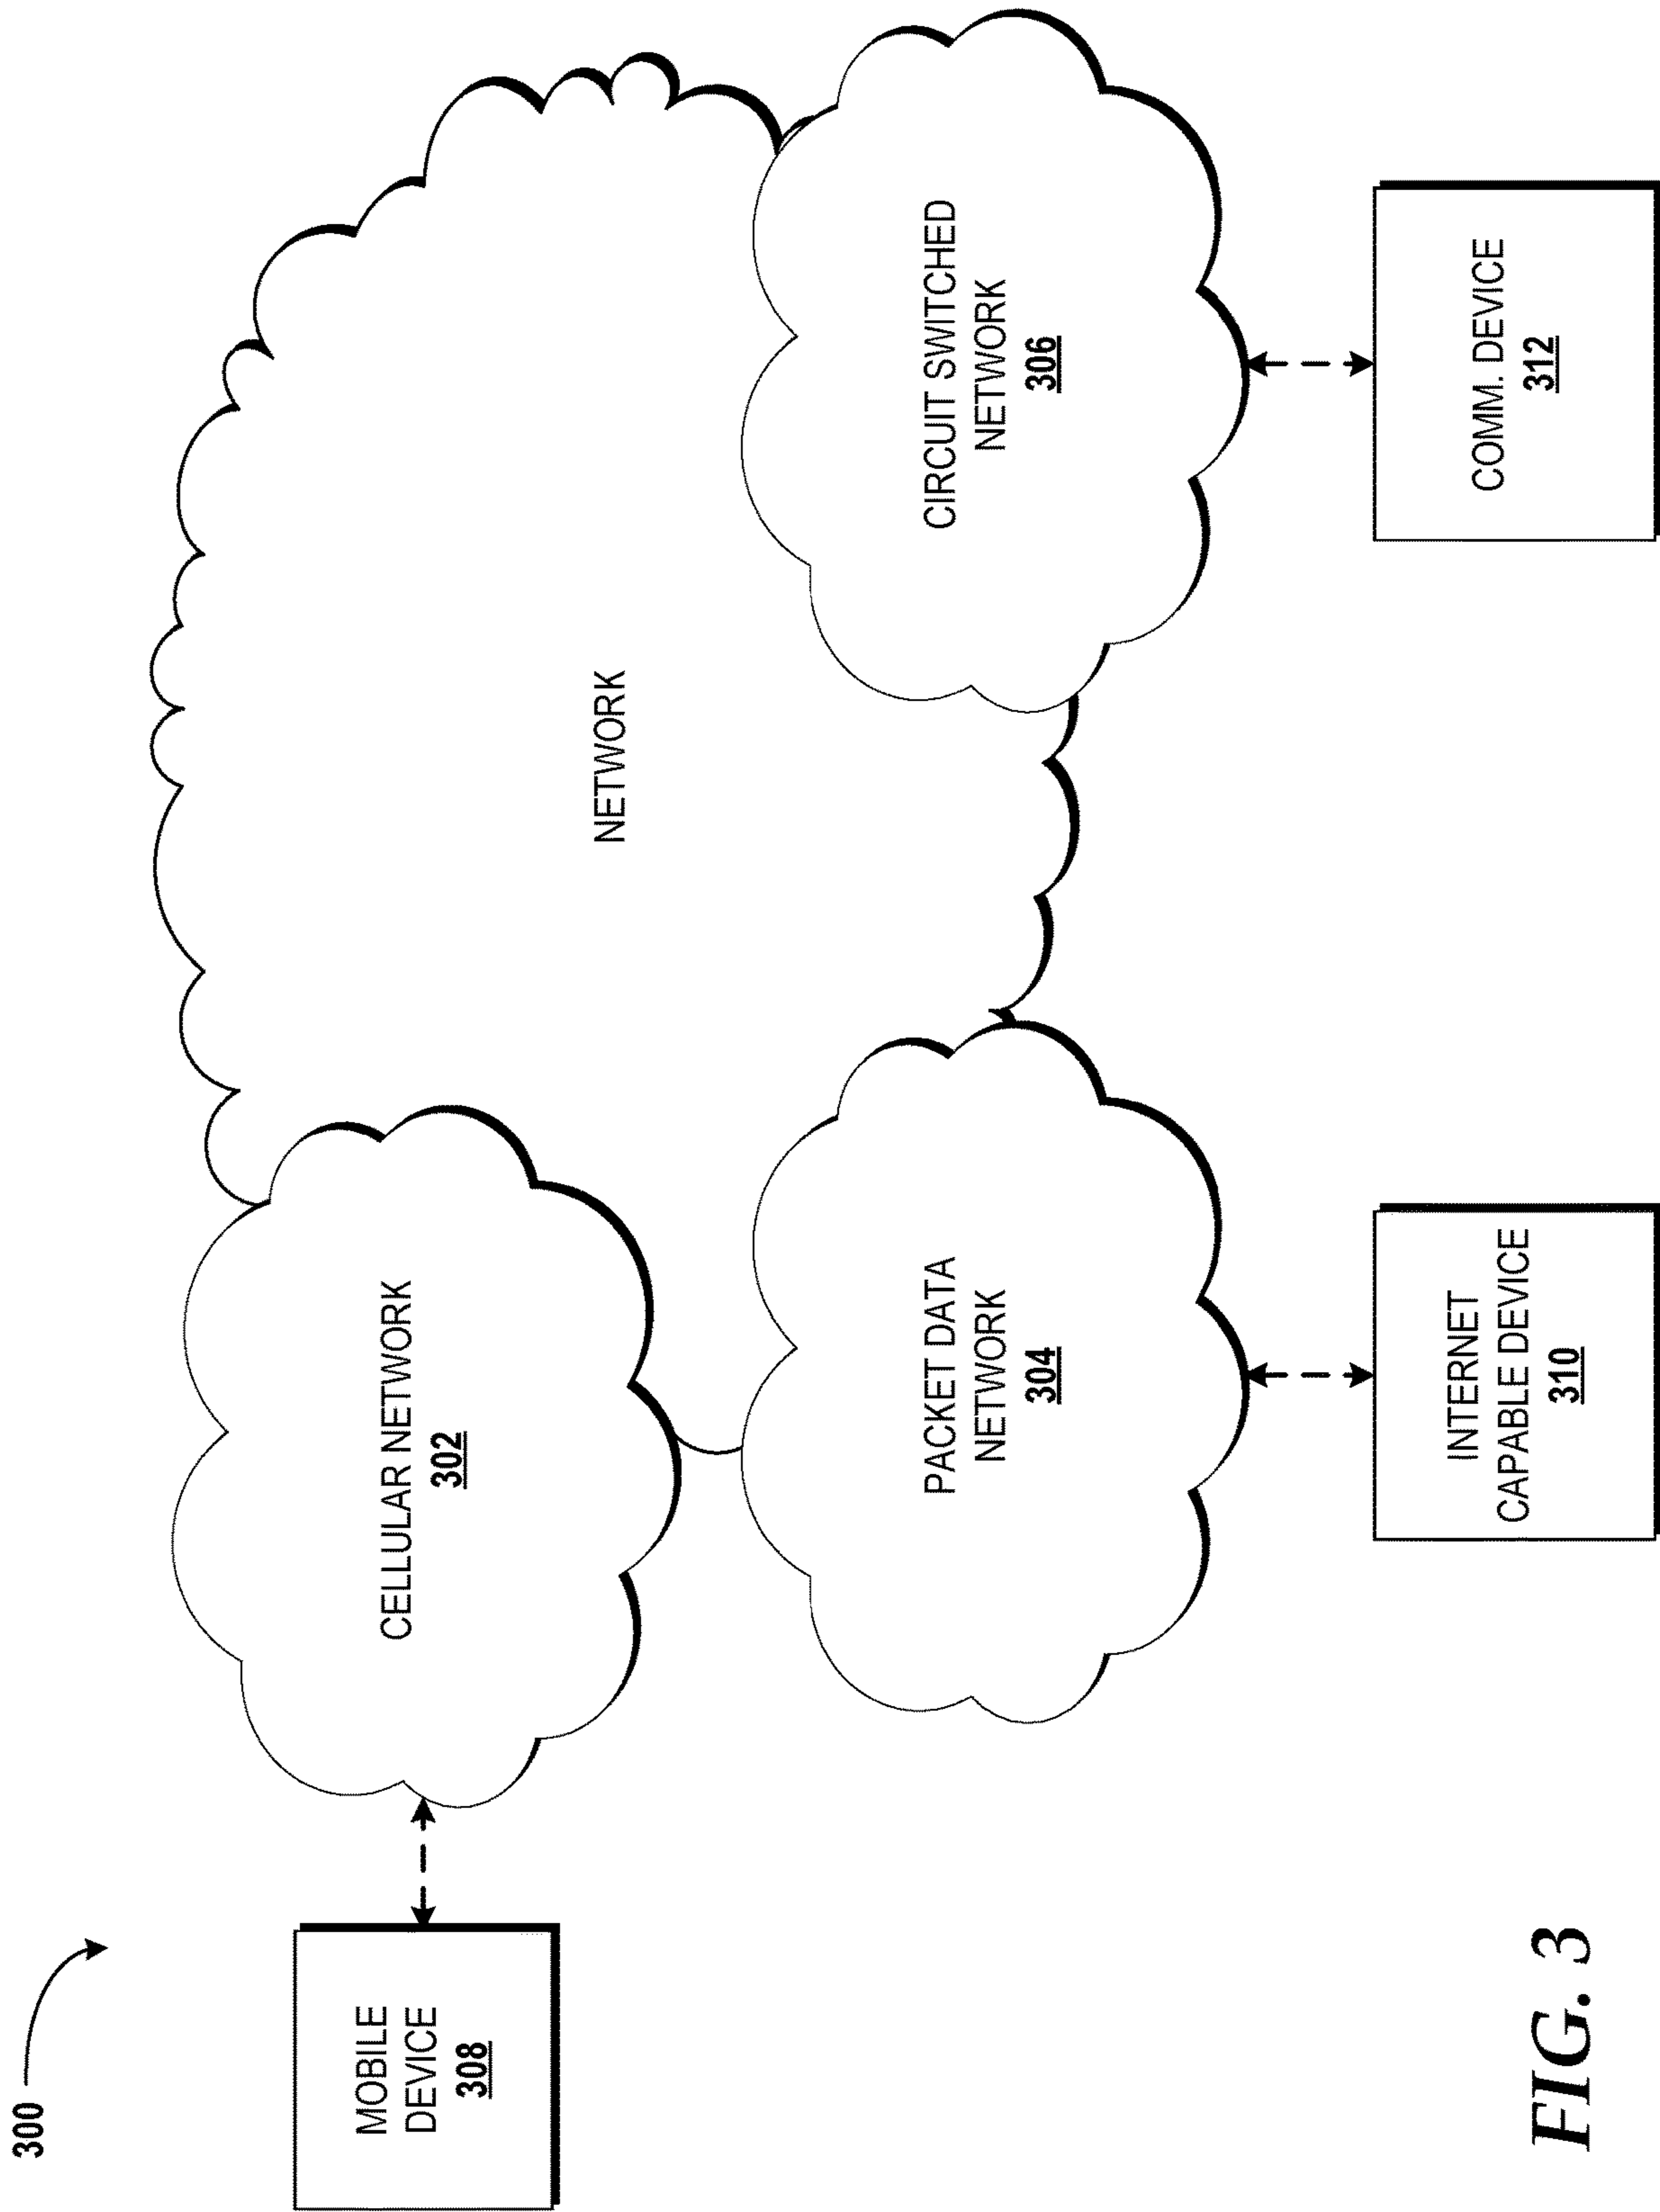 300
MOBILE
DEVICE
308
CELLULAR NETWORK
302
NETWORK
PACKET DATA
NETWORK
304
CIRCUIT SWITCHED
NETWORK
306
INTERNET
CAPABLE DEVICE
310
COMM. DEVICE
312
FIG. 3